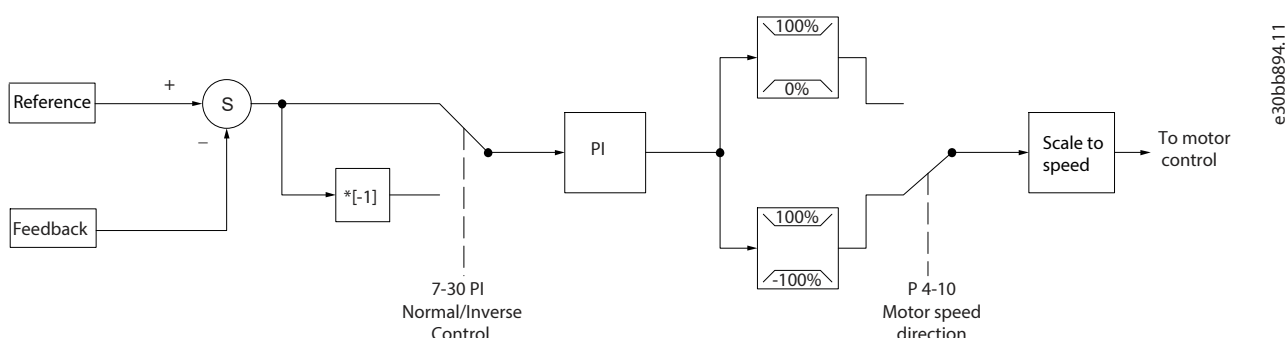 Reference
+
S
−
Feedback
*[-1]
7-30 PI
Normal/Inverse
Control
PI
100%
0%
100%
-100%
P 4-10
Motor speed
direction
Scale to
speed
To motor
control
e30bb894.11